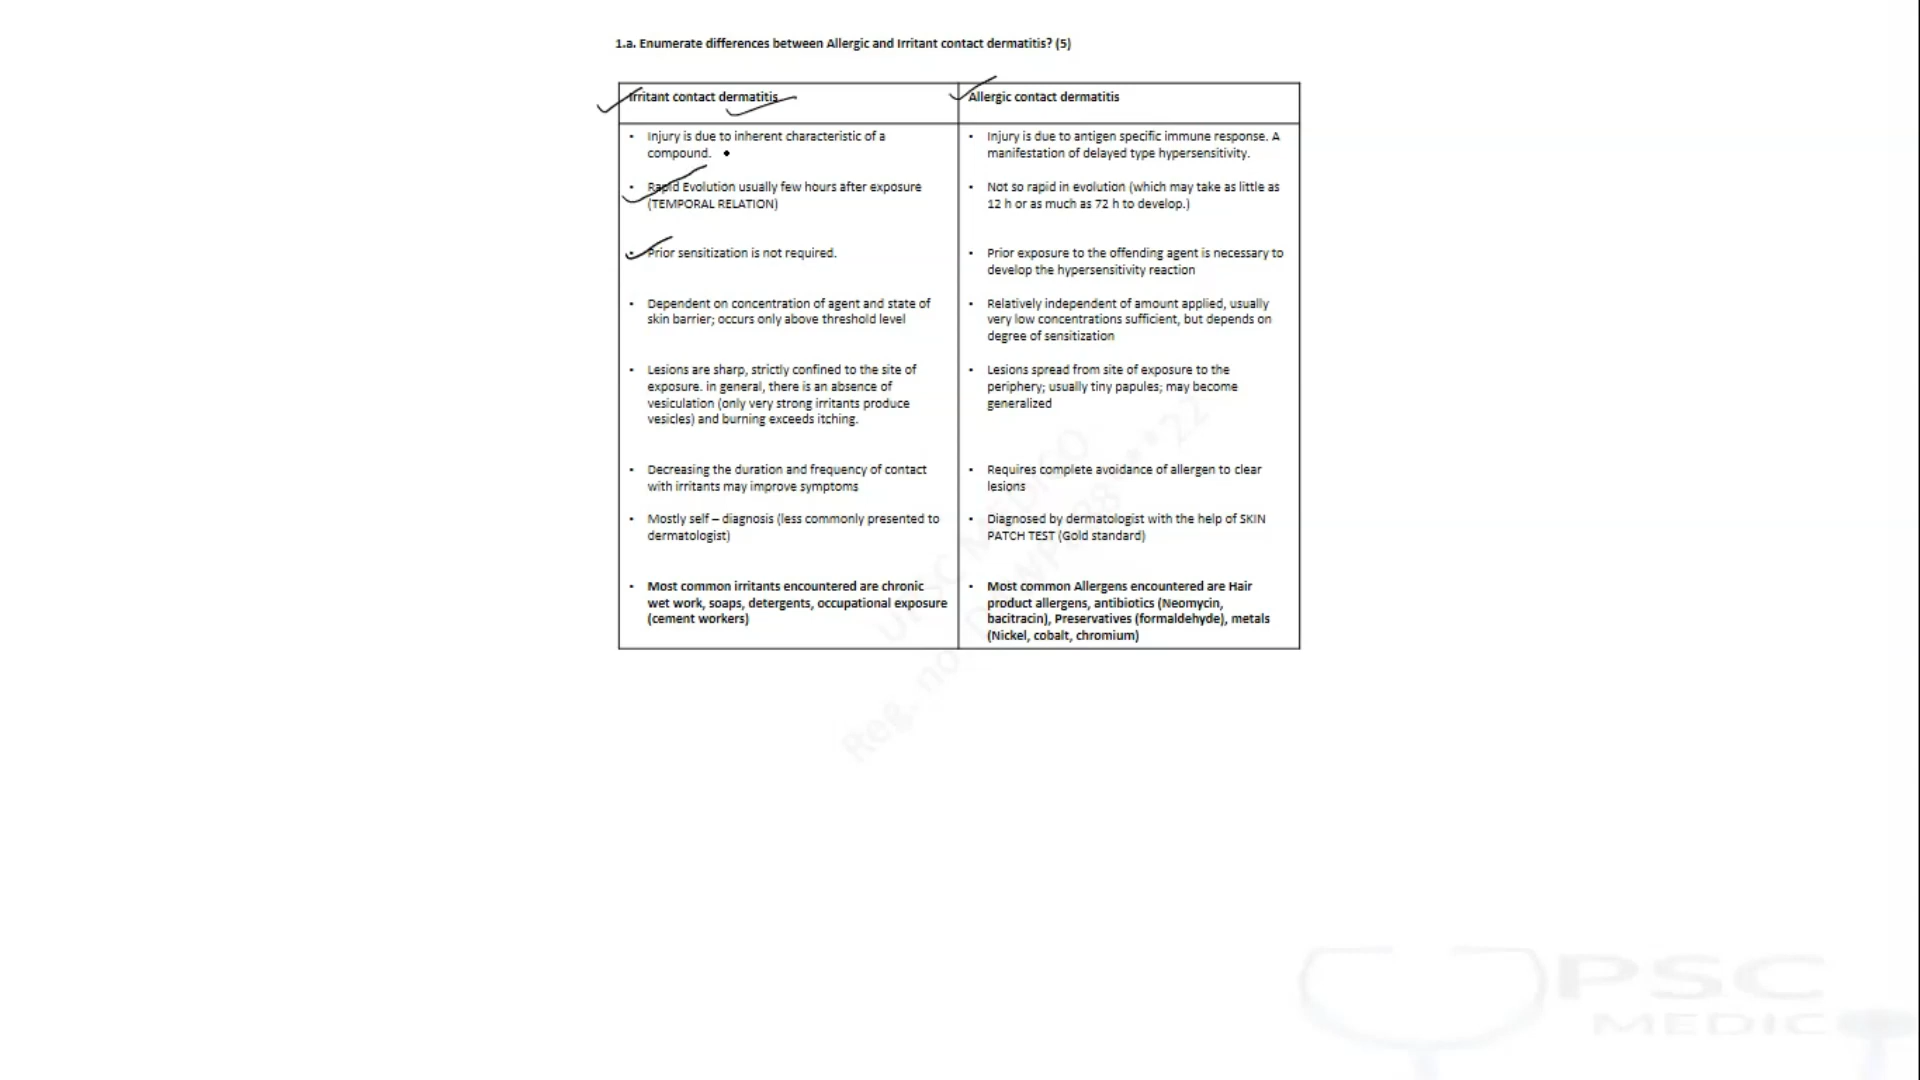 1.a. Enumerate differences between Allergic and Irritant contact dermatitis? (5)
Irritant contact dermatitis
• Injury is due to inherent characteristic of a
compound.
• Rapid Evolution usually few hours after exposure
(TEMPORAL RELATION)
• Prior sensitization is not required.
• Dependent on concentration of agent and state of
skin barrier; occurs only above threshold level
• Lesions are sharp, strictly confined to the site of
exposure. in general, there is an absence of
vesiculation (only very strong irritants produce
vesicles) and burning exceeds itching.
• Decreasing the duration and frequency of contact
with irritants may improve symptoms
• Mostly self – diagnosis (less commonly presented to
dermatologist)
• Most common irritants encountered are chronic
wet work, soaps, detergents, occupational exposure
(cement workers)
Allergic contact dermatitis
• Injury is due to antigen specific immune response. A
manifestation of delayed type hypersensitivity.
• Not so rapid in evolution (which may take as little as
12 h or as much as 72 h to develop.)
• Prior exposure to the offending agent is necessary to
develop the hypersensitivity reaction
• Relatively independent of amount applied, usually
very low concentrations sufficient, but depends on
degree of sensitization
• Lesions spread from site of exposure to the
periphery; usually tiny papules; may become
generalized
• Requires complete avoidance of allergen to clear
lesions
• Diagnosed by dermatologist with the help of SKIN
PATCH TEST (Gold standard)
• Most common Allergens encountered are Hair
product allergens, antibiotics (Neomycin,
bacitracin), Preservatives (formaldehyde), metals
(Nickel, cobalt, chromium)
Reg. no.
PSC
MEDIC